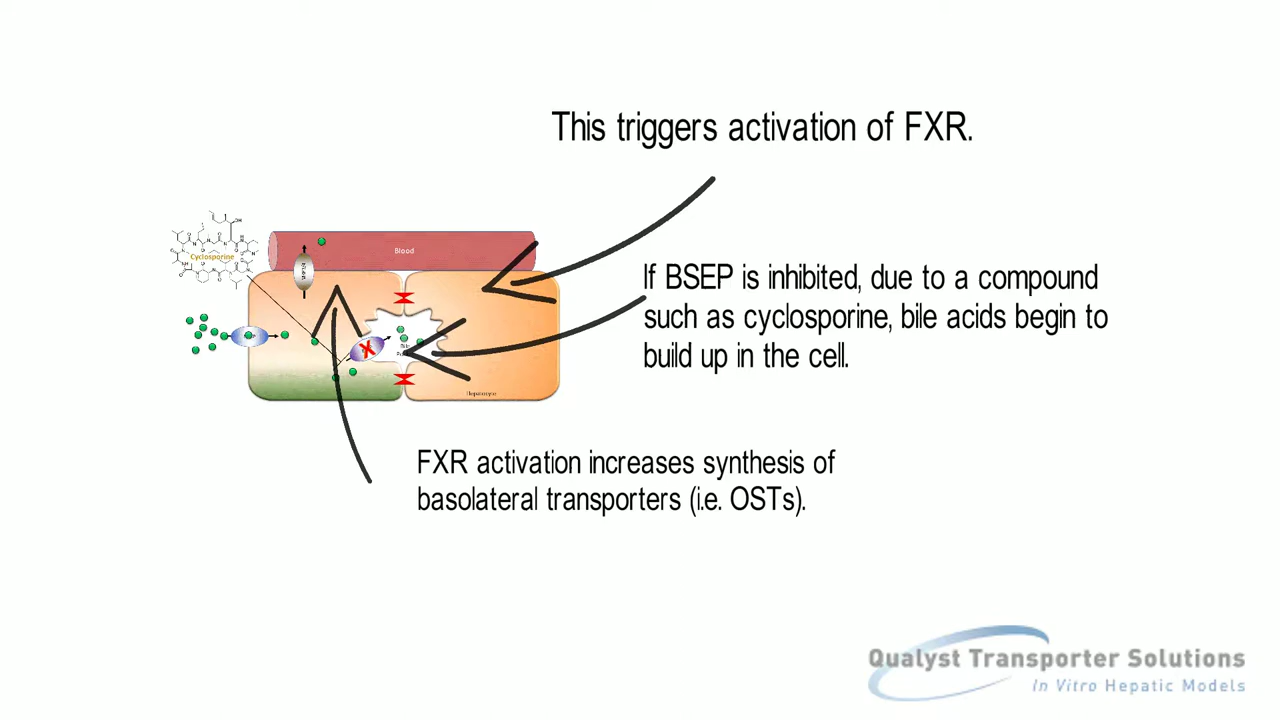 This triggers activation of FXR.
Cyclosporine
Blood
If BSEP is inhibited, due to a compound
such as cyclosporine, bile acids begin to
build up in the cell.
Hepatocyte
FXR activation increases synthesis of
basolateral transporters (i.e. OSTs).
Qualyst Transporter Solutions
In Vitro Hepatic Models